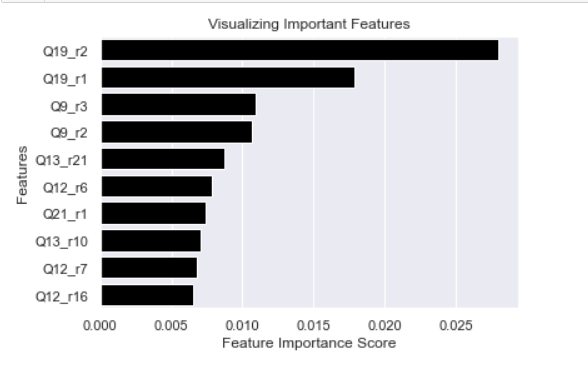 Visualizing Important Features
Q19_r2
Q19_r1
Q9_r3
Q9_r2
Q13_r21
Q12_r6
Q21_r1
Q13_r10
Q12_r7
Q12_r16
Features
0.000 0.005 0.010 0.015 0.020 0.025
Feature Importance Score